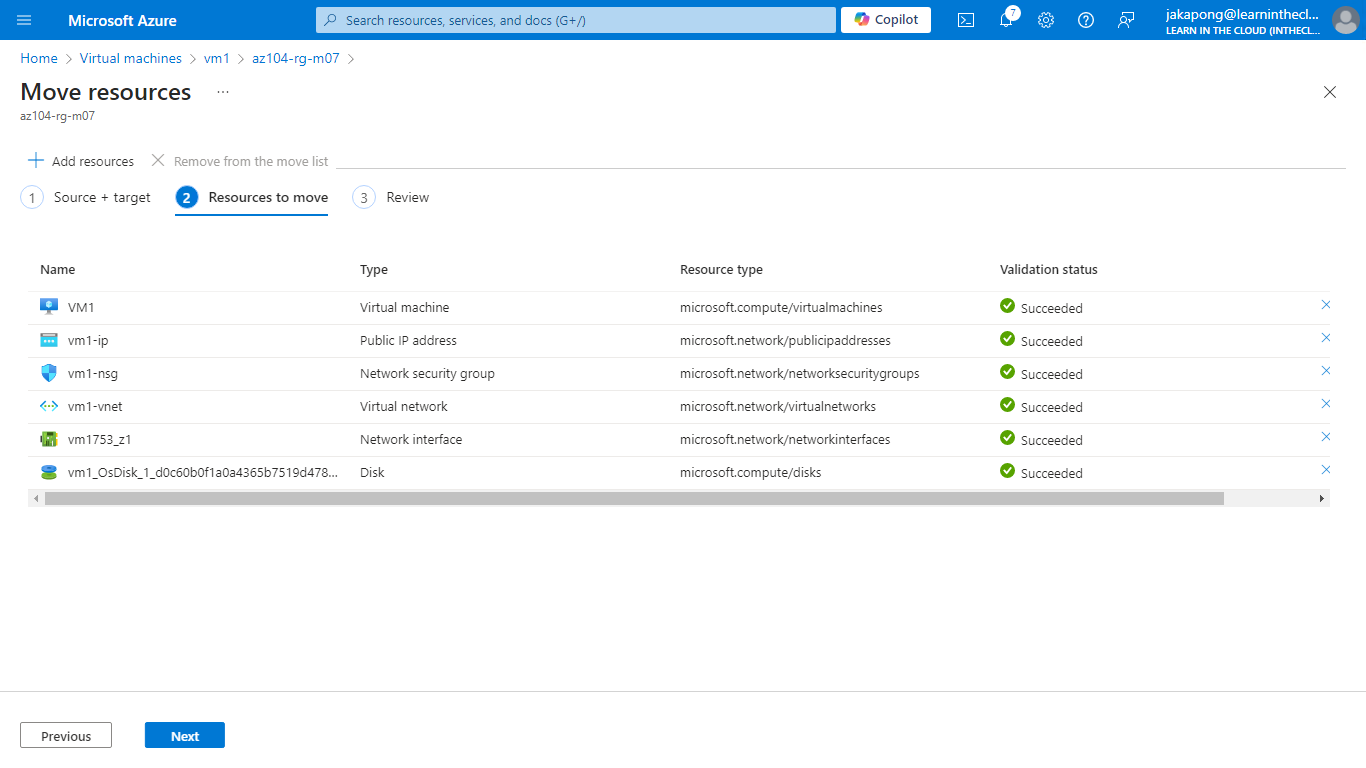 Microsoft Azure
Search resources, services, and docs (G+/)
Copilot
7
jakapong@learninthecl...
LEARN IN THE CLOUD (INTHECL...
Home > Virtual machines > vm1 > az104-rg-m07 >
Move resources ...
az104-rg-m07
Add resources
Remove from the move list
1 Source + target
2 Resources to move
3 Review
Name Type Resource type Validation status
VM1 Virtual machine microsoft.compute/virtualmachines Succeeded
vm1-ip Public IP address microsoft.network/publicipaddresses Succeeded
vm1-nsg Network security group microsoft.network/networksecuritygroups Succeeded
vm1-vnet Virtual network microsoft.network/virtualnetworks Succeeded
vm1753_z1 Network interface microsoft.network/networkinterfaces Succeeded
vm1_OsDisk_1_d0c60b0f1a0a4365b7519d478... Disk microsoft.compute/disks Succeeded
Previous
Next